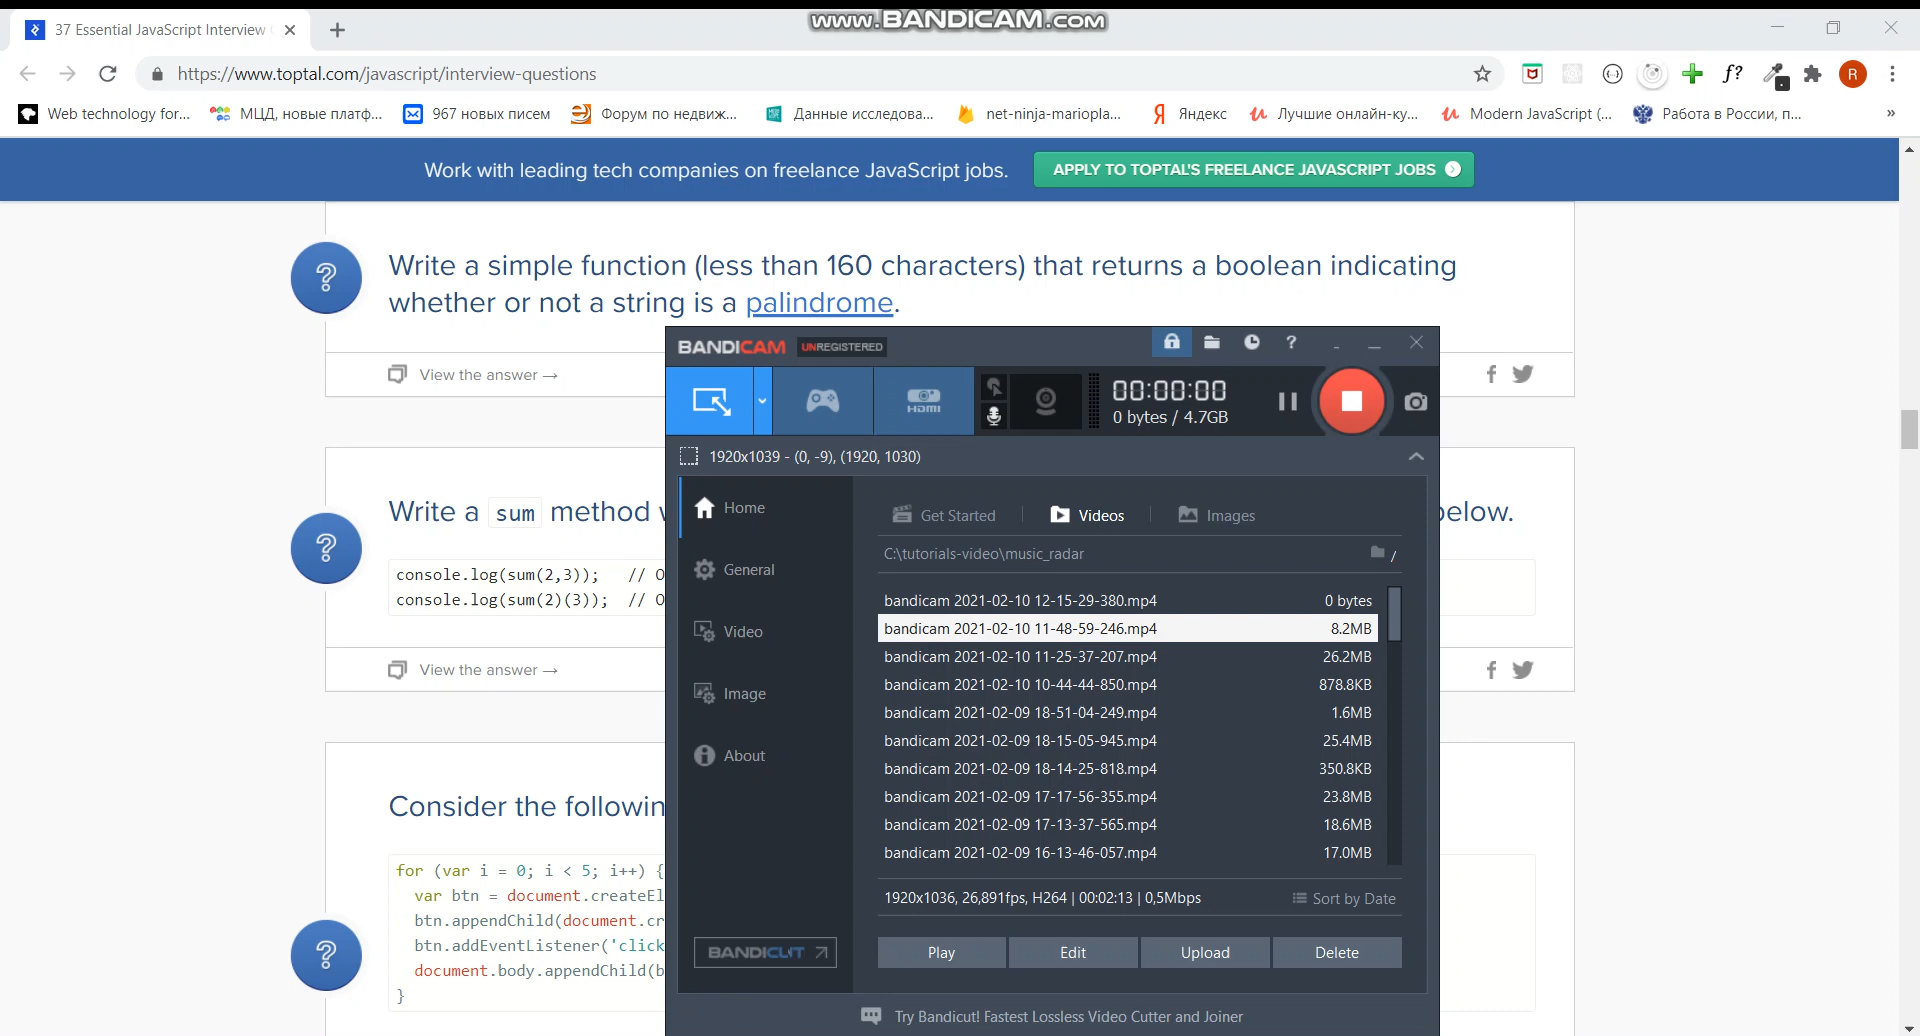 www.BANDICAM.com
37 Essential JavaScript Interview
https://www.toptal.com/javascript/interview-questions
f?
R
Web technology for...
МЦД, новые платф...
967 новых писем
Форум по недвиж...
Данные исследова...
net-ninja-mariopla...
Яндекс
Лучшие онлайн-ку...
Modern JavaScript (...
Работа в России, п...
»
Work with leading tech companies on freelance JavaScript jobs.
APPLY TO TOPTAL'S FREELANCE JAVASCRIPT JOBS
Write a simple function (less than 160 characters) that returns a boolean indicating
whether or not a string is a palindrome.
View the answer →
Write a sum method
below.
console.log(sum(2,3)); // O
console.log(sum(2)(3)); // O
View the answer →
Consider the followin
for (var i = 0; i < 5; i++) {
var btn = document.createEl
btn.appendChild(document.cr
btn.addEventListener('click
document.body.appendChild(b
}
BANDICAM UNREGISTERED
HDMI
00:00:00
0 bytes / 4.7GB
1920x1039 - (0, -9), (1920, 1030)
Home
General
Video
Image
About
BANDICUT
Get Started
Videos
Images
C:\tutorials-video\music_radar
/
bandicam 2021-02-10 12-15-29-380.mp4 0 bytes
bandicam 2021-02-10 11-48-59-246.mp4 8.2MB
bandicam 2021-02-10 11-25-37-207.mp4 26.2MB
bandicam 2021-02-10 10-44-44-850.mp4 878.8KB
bandicam 2021-02-09 18-51-04-249.mp4 1.6MB
bandicam 2021-02-09 18-15-05-945.mp4 25.4MB
bandicam 2021-02-09 18-14-25-818.mp4 350.8KB
bandicam 2021-02-09 17-17-56-355.mp4 23.8MB
bandicam 2021-02-09 17-13-37-565.mp4 18.6MB
bandicam 2021-02-09 16-13-46-057.mp4 17.0MB
1920x1036, 26,891fps, H264 | 00:02:13 | 0,5Mbps
Sort by Date
Play
Edit
Upload
Delete
Try Bandicut! Fastest Lossless Video Cutter and Joiner